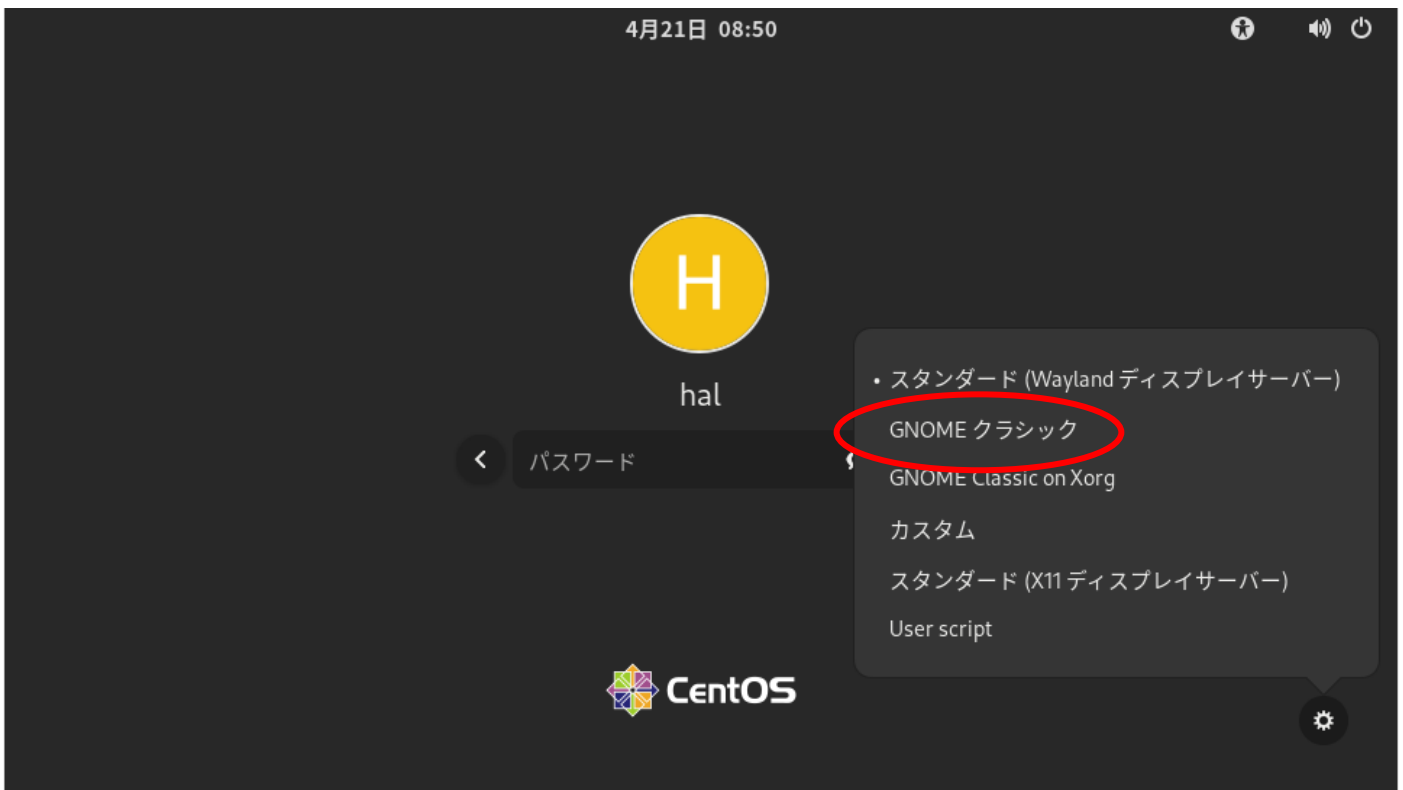 4月21日 08:50
H
hal
パスワード
• スタンダード (Wayland ディスプレイサーバー)
GNOME クラシック
GNOME Classic on Xorg
カスタム
スタンダード (X11 ディスプレイサーバー)
User script
CentOS